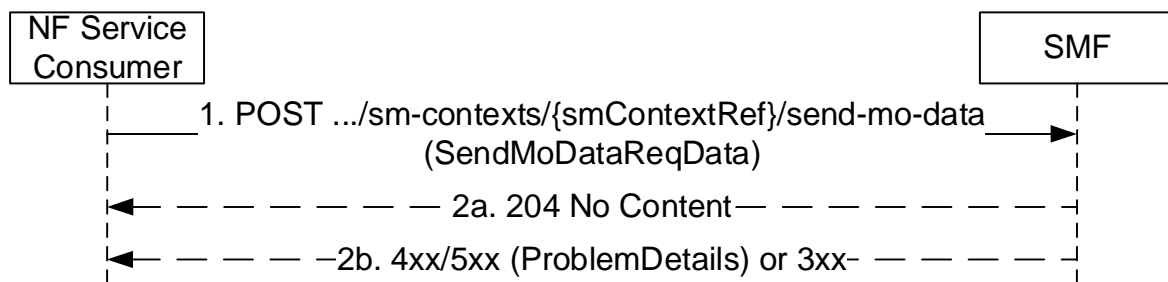 NF Service
Consumer
SMF
1. POST .../sm-contexts/{smContextRef}/send-mo-data
(SendMoDataReqData)
2a. 204 No Content
2b. 4xx/5xx (ProblemDetails) or 3xx